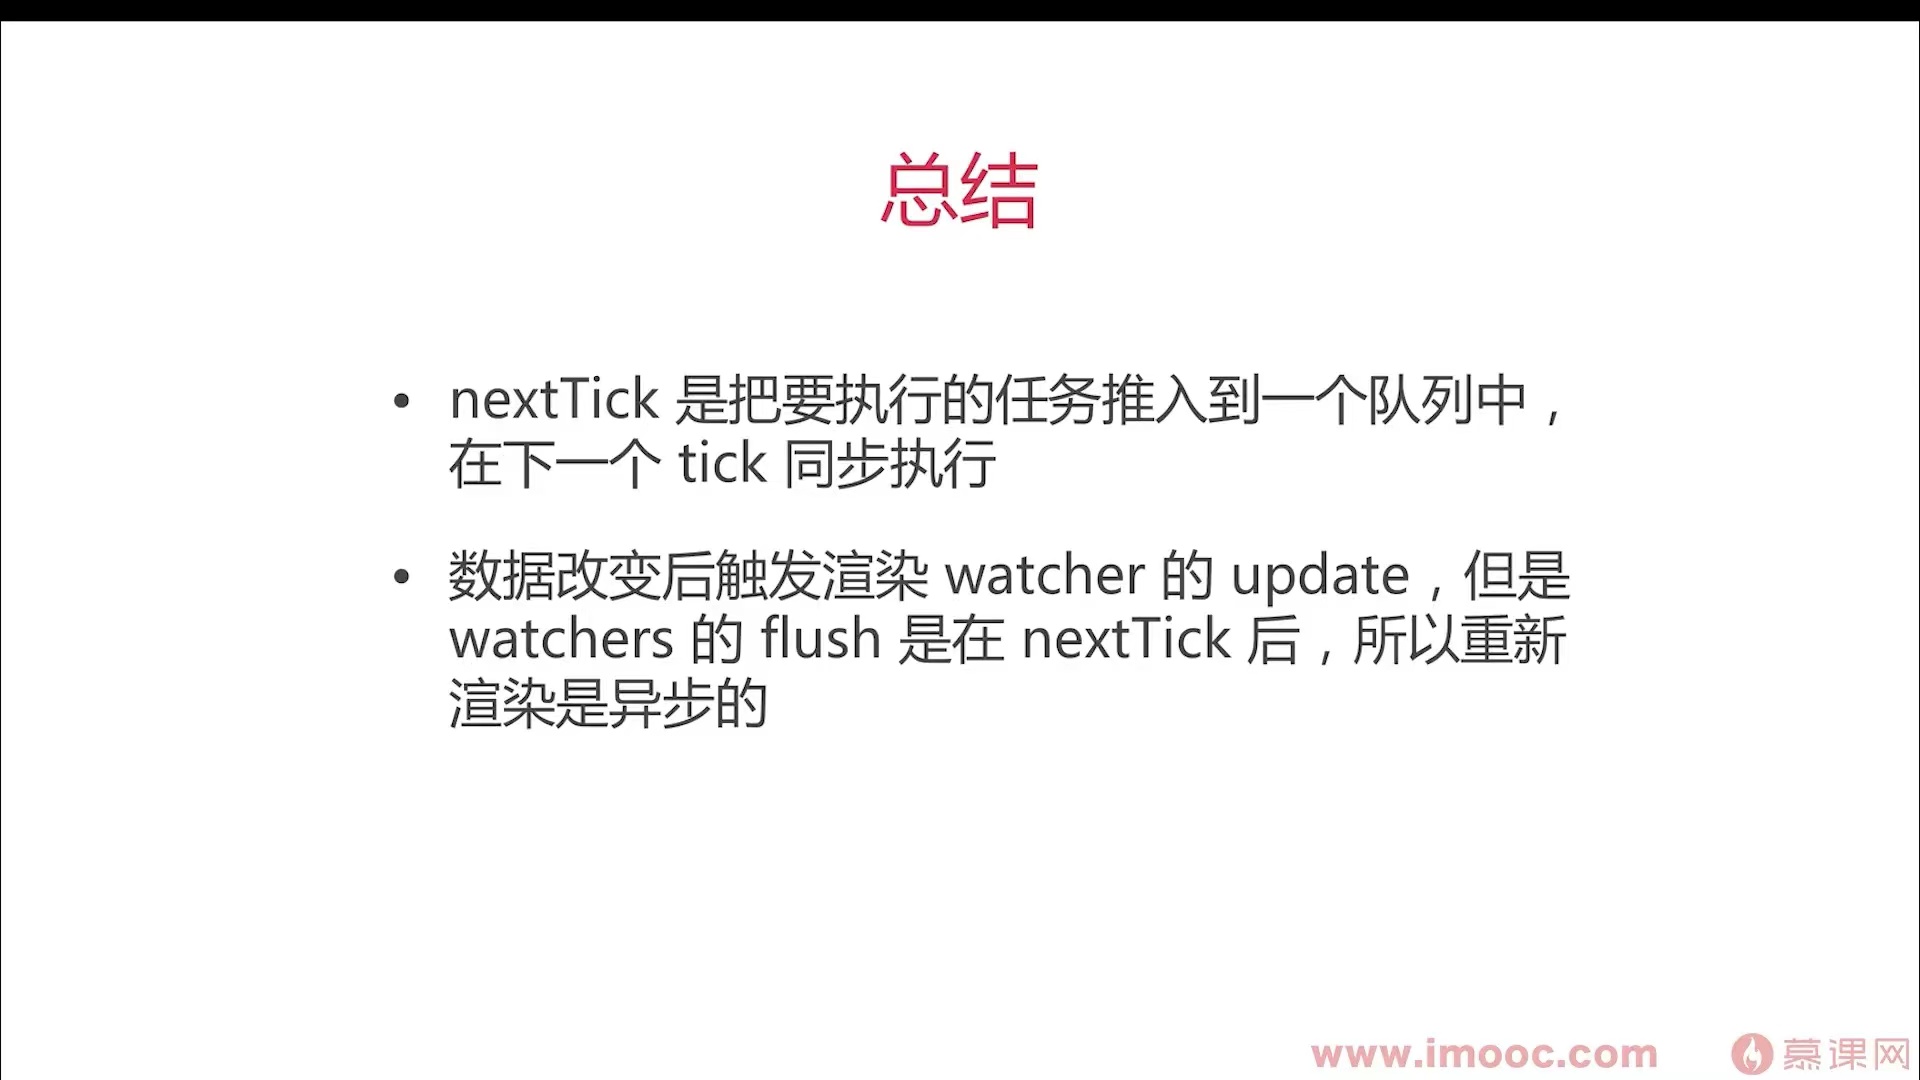 总结
• nextTick 是把要执行的任务推入到一个队列中，
在下一个 tick 同步执行
• 数据改变后触发渲染 watcher 的 update，但是
watchers 的 flush 是在 nextTick 后，所以重新
渲染是异步的
www.imooc.com 慕课网